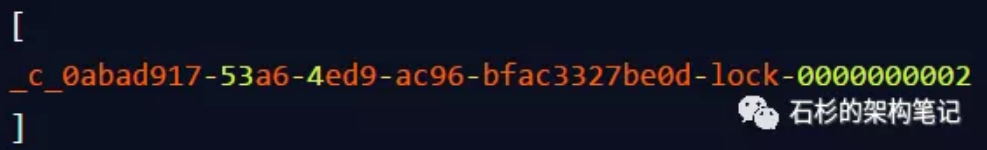 [
_c_0abad917-53a6-4ed9-ac96-bfac3327be0d-lock-0000000002
石杉的架构笔记
]